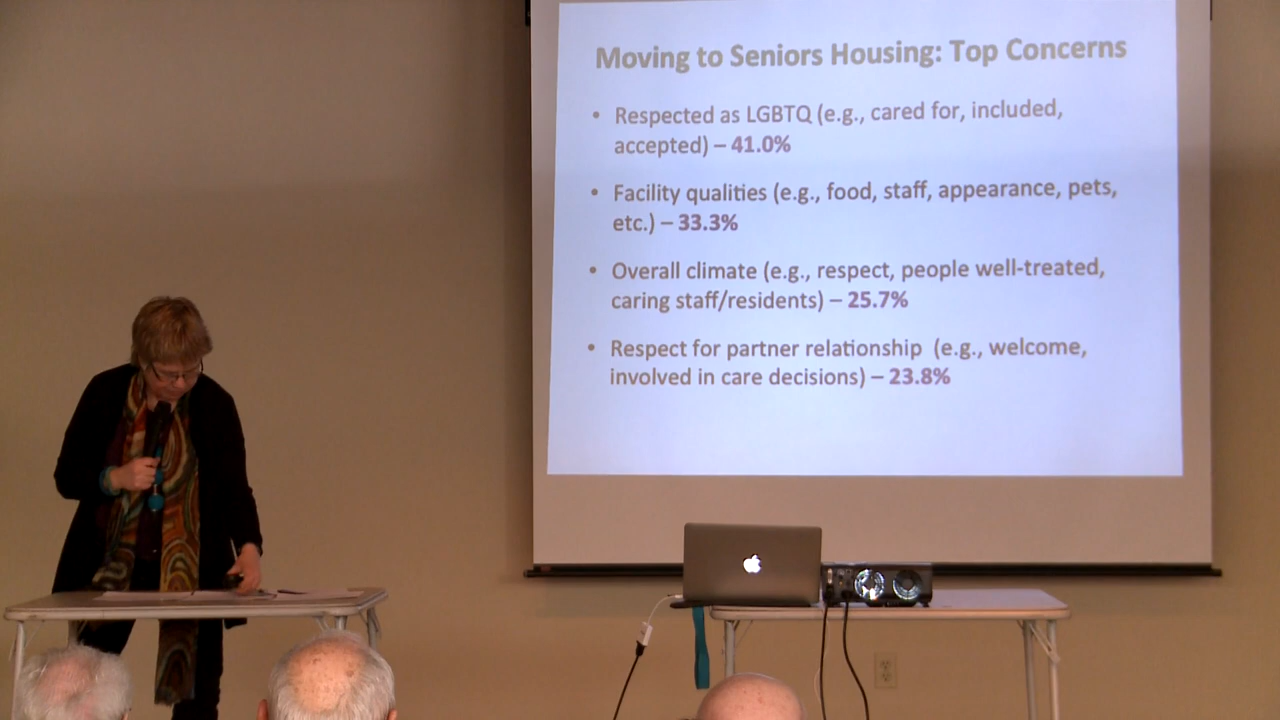 Moving to Seniors Housing: Top Concerns
• Respected as LGBTQ (e.g., cared for, included,
accepted) – 41.0%
• Facility qualities (e.g., food, staff, appearance, pets,
etc.) – 33.3%
• Overall climate (e.g., respect, people well-treated,
caring staff/residents) – 25.7%
• Respect for partner relationship (e.g., welcome,
involved in care decisions) – 23.8%